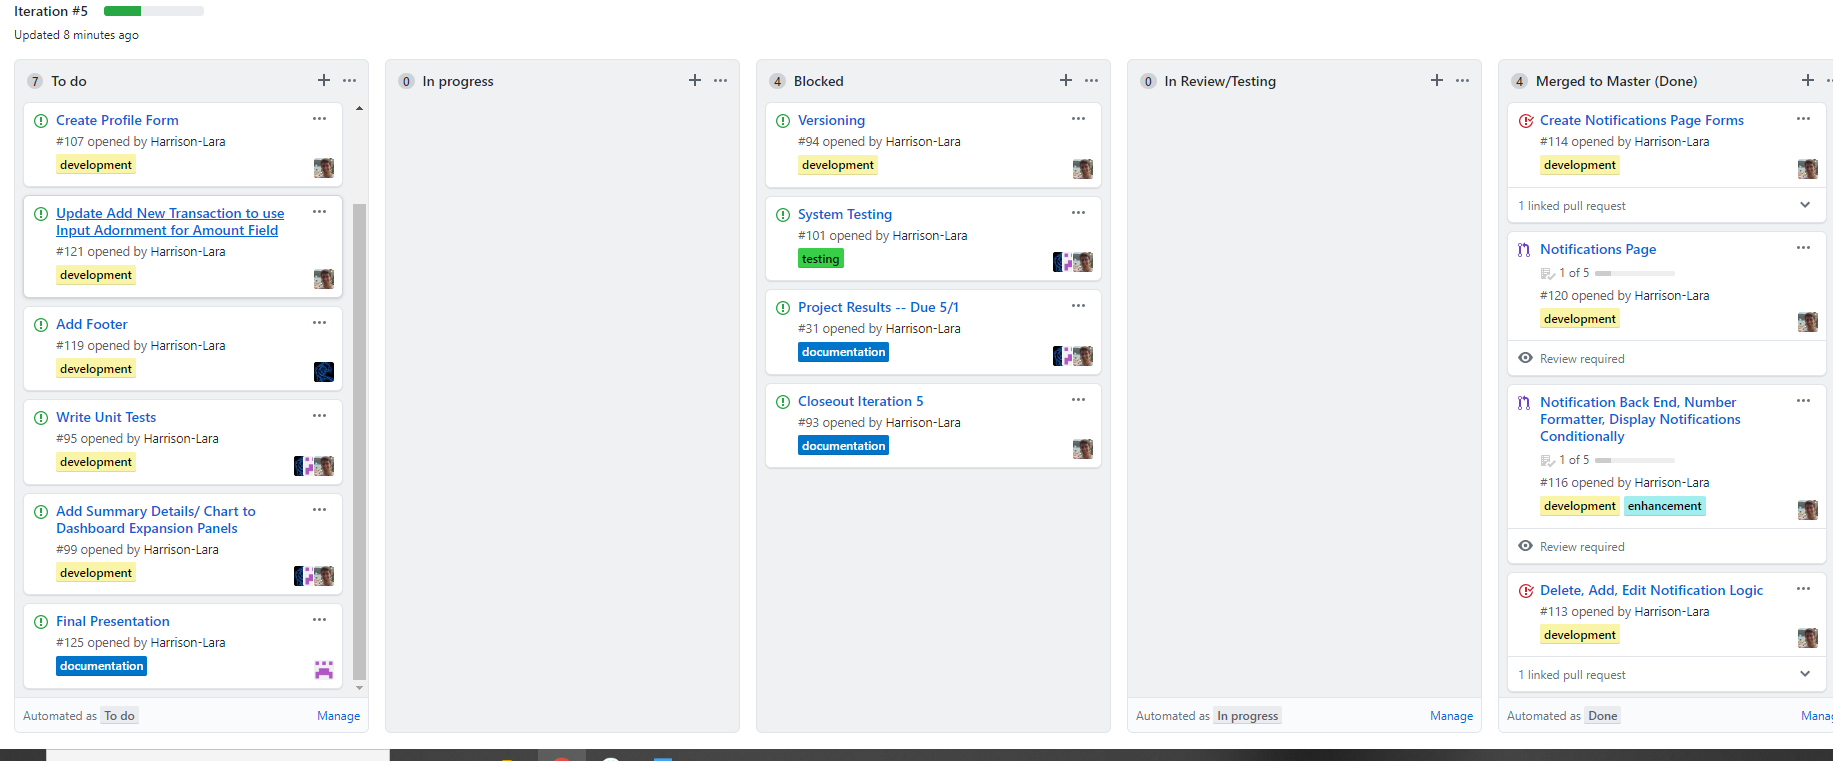 Iteration #5
Updated 8 minutes ago
7 To do
Create Profile Form
#107 opened by Harrison-Lara
development
Update Add New Transaction to use
Input Adornment for Amount Field
#121 opened by Harrison-Lara
development
Add Footer
#119 opened by Harrison-Lara
development
Write Unit Tests
#95 opened by Harrison-Lara
development
Add Summary Details/ Chart to
Dashboard Expansion Panels
#99 opened by Harrison-Lara
development
Final Presentation
#125 opened by Harrison-Lara
documentation
Automated as To do
Manage
0 In progress
4 Blocked
Versioning
#94 opened by Harrison-Lara
development
System Testing
#101 opened by Harrison-Lara
testing
Project Results -- Due 5/1
#31 opened by Harrison-Lara
documentation
Closeout Iteration 5
#93 opened by Harrison-Lara
documentation
0 In Review/Testing
Automated as In progress
Manage
4 Merged to Master (Done)
Create Notifications Page Forms
#114 opened by Harrison-Lara
development
1 linked pull request
Notifications Page
1 of 5
#120 opened by Harrison-Lara
development
Review required
Notification Back End, Number
Formatter, Display Notifications
Conditionally
1 of 5
#116 opened by Harrison-Lara
development enhancement
Review required
Delete, Add, Edit Notification Logic
#113 opened by Harrison-Lara
development
1 linked pull request
Automated as Done
Mana